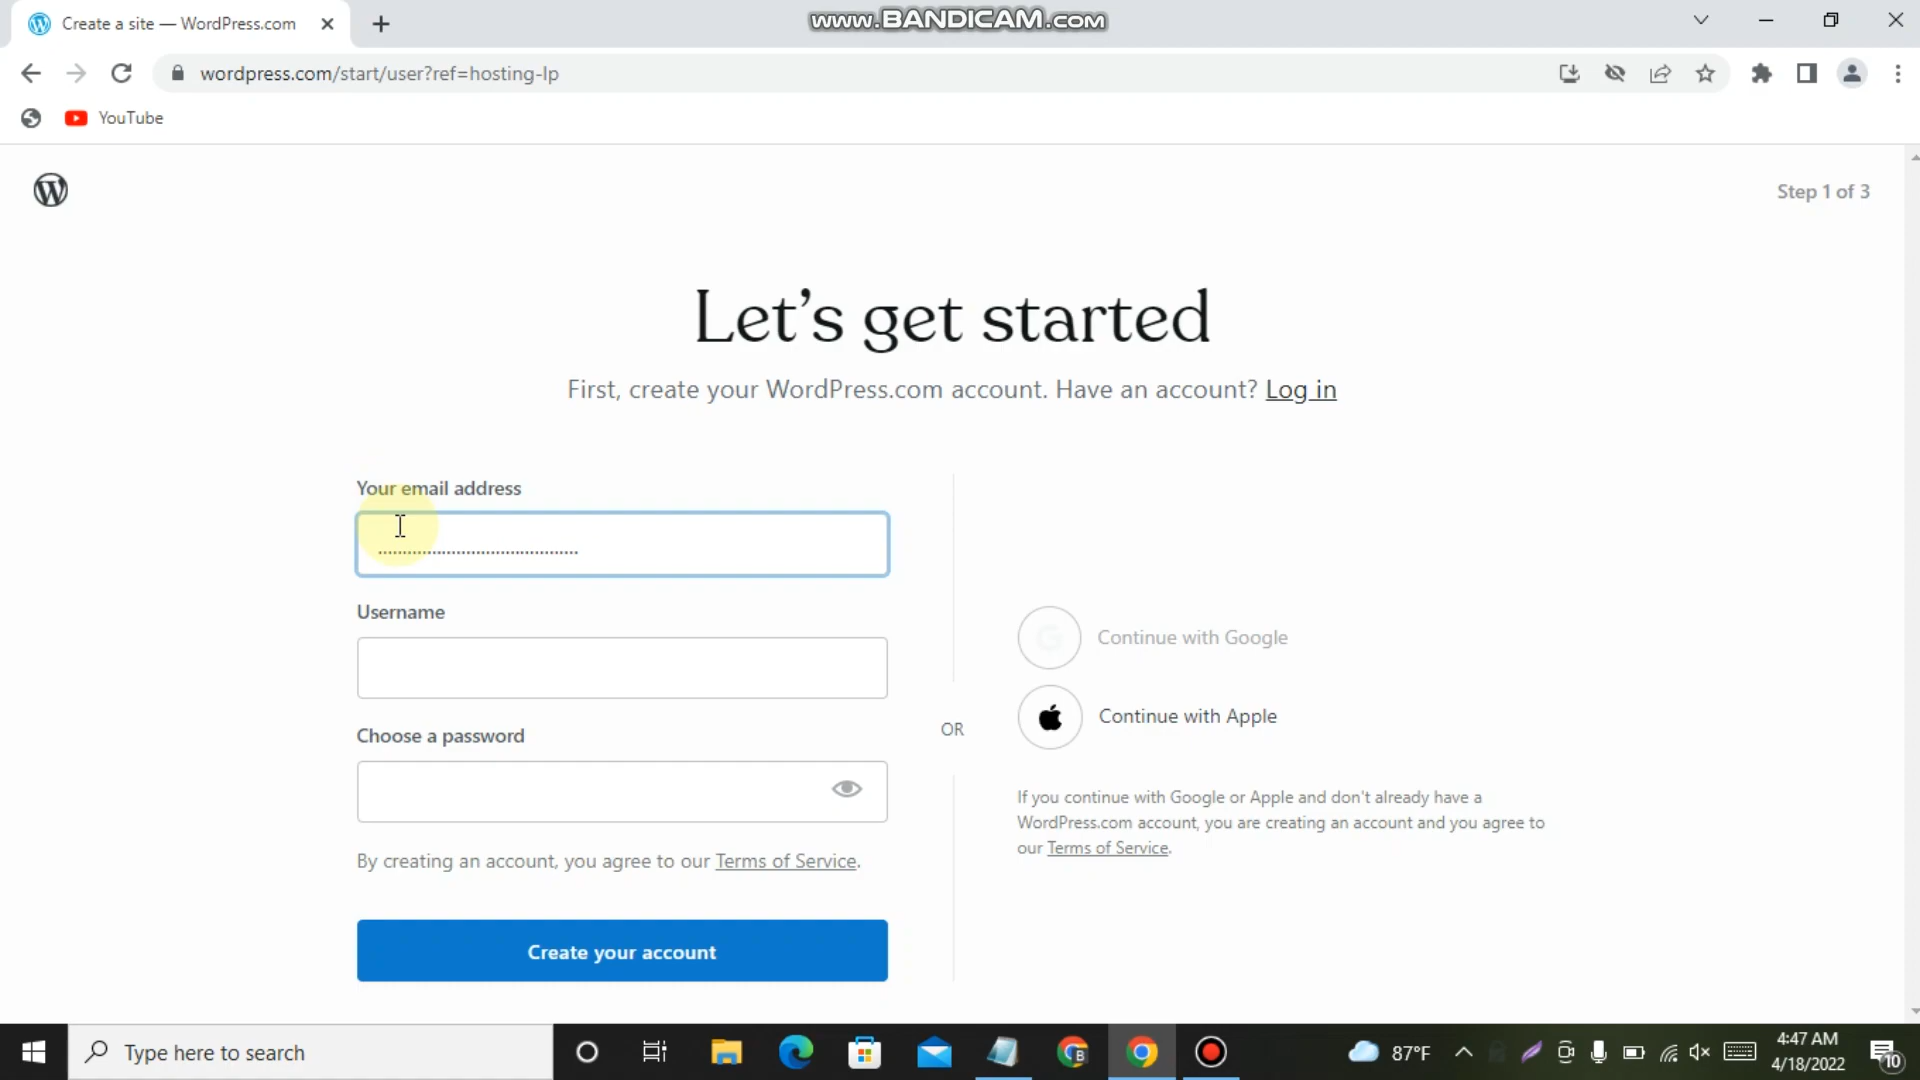 Create a site — WordPress.com
www.BANDICAM.com
wordpress.com/start/user?ref=hosting-lp
YouTube
Step 1 of 3
Let's get started
First, create your WordPress.com account. Have an account? Log in
Your email address
........................................
Username
Choose a password
By creating an account, you agree to our Terms of Service.
Create your account
OR
Continue with Google
Continue with Apple
If you continue with Google or Apple and don't already have a
WordPress.com account, you are creating an account and you agree to
our Terms of Service.
Type here to search
87°F
4:47 AM
4/18/2022
10